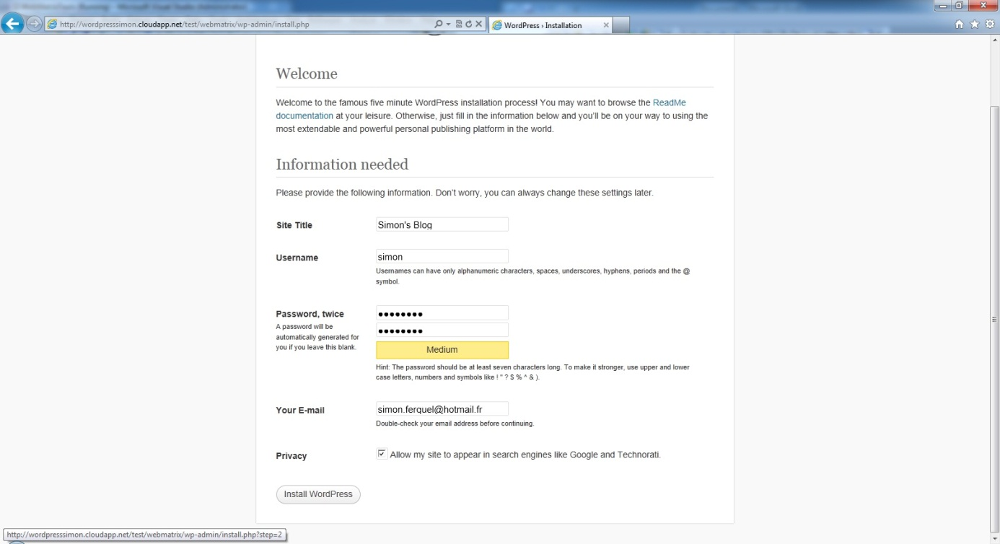 http://wordpresssimon.cloudapp.net/test/webmatrix/wp-admin/install.php
WordPress › Installation
Welcome
Welcome to the famous five minute WordPress installation process! You may want to browse the ReadMe
documentation at your leisure. Otherwise, just fill in the information below and you'll be on your way to using the
most extendable and powerful personal publishing platform in the world.
Information needed
Please provide the following information. Don't worry, you can always change these settings later.
Site Title
Simon's Blog
Username
simon
Usernames can have only alphanumeric characters, spaces, underscores, hyphens, periods and the @
symbol.
Password, twice
A password will be
automatically generated for
you if you leave this blank.
●●●●●●●●
●●●●●●●●
Medium
Hint: The password should be at least seven characters long. To make it stronger, use upper and lower
case letters, numbers and symbols like ! " ? $ % ^ & ).
Your E-mail
simon.ferquel@hotmail.fr
Double-check your email address before continuing.
Privacy
Allow my site to appear in search engines like Google and Technorati.
Install WordPress
http://wordpresssimon.cloudapp.net/test/webmatrix/wp-admin/install.php?step=2